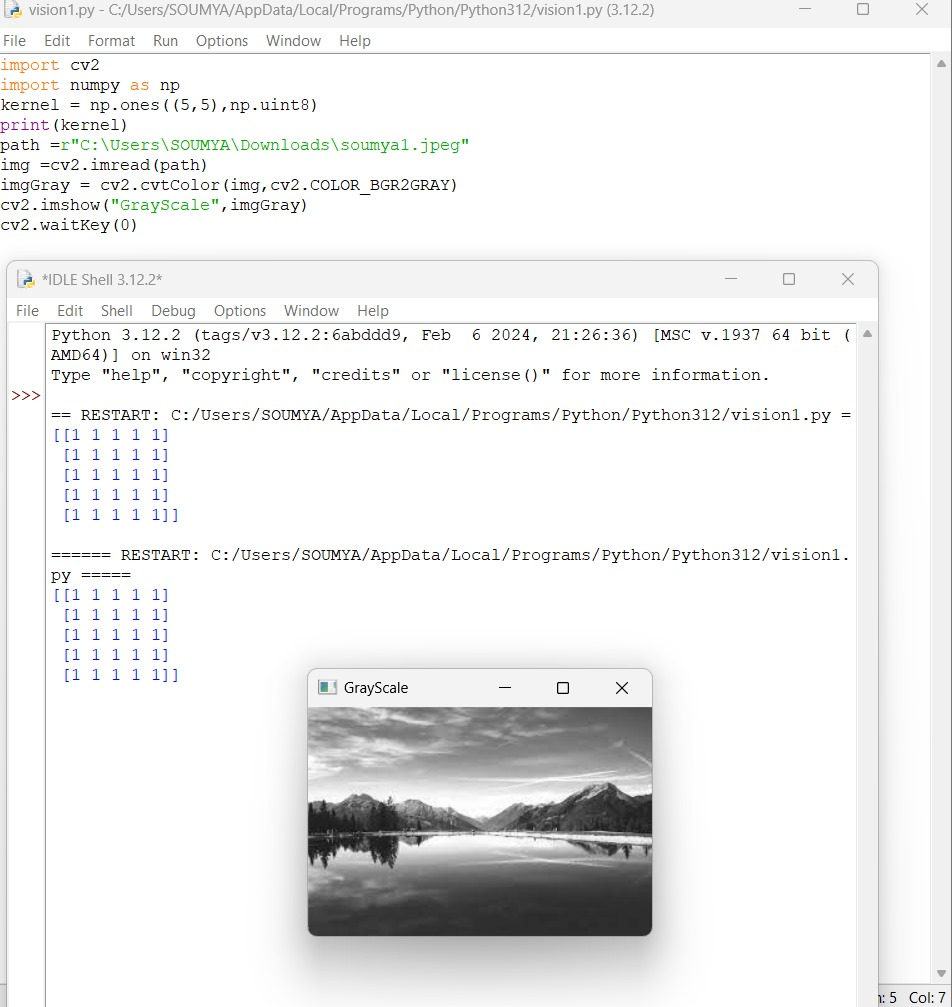 vision1.py - C:/Users/SOUMYA/AppData/Local/Programs/Python/Python312/vision1.py (3.12.2)
File Edit Format Run Options Window Help
import cv2
import numpy as np
kernel = np.ones((5,5),np.uint8)
print(kernel)
path =r"C:\Users\SOUMYA\Downloads\soumya1.jpeg"
img =cv2.imread(path)
imgGray = cv2.cvtColor(img,cv2.COLOR_BGR2GRAY)
cv2.imshow("GrayScale",imgGray)
cv2.waitKey(0)
*IDLE Shell 3.12.2*
File Edit Shell Debug Options Window Help
Python 3.12.2 (tags/v3.12.2:6abddd9, Feb  6 2024, 21:26:36) [MSC v.1937 64 bit (
AMD64)] on win32
Type "help", "copyright", "credits" or "license()" for more information.
>>>
== RESTART: C:/Users/SOUMYA/AppData/Local/Programs/Python/Python312/vision1.py =
[[1 1 1 1 1]
 [1 1 1 1 1]
 [1 1 1 1 1]
 [1 1 1 1 1]
 [1 1 1 1 1]]
====== RESTART: C:/Users/SOUMYA/AppData/Local/Programs/Python/Python312/vision1.
py =====
[[1 1 1 1 1]
 [1 1 1 1 1]
 [1 1 1 1 1]
 [1 1 1 1 1]
 [1 1 1 1 1]]
GrayScale
n: 5 Col: 7